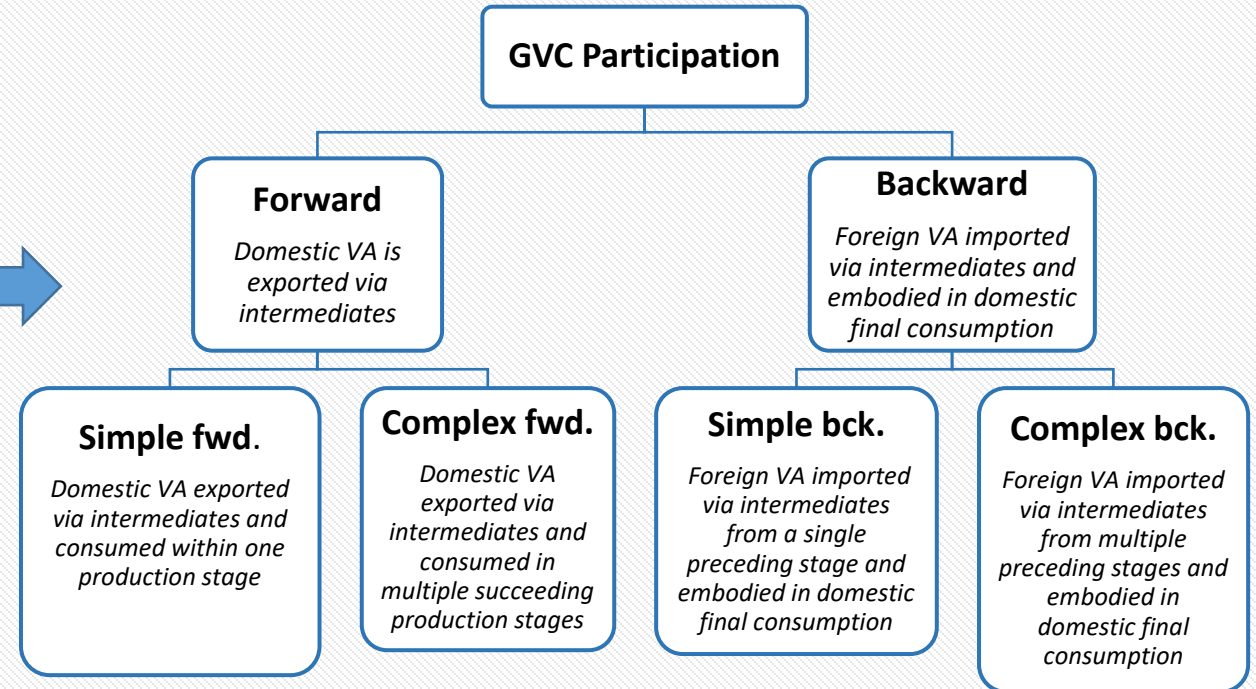 GVC Participation
Forward
Domestic VA is
exported via
intermediates
Backward
Foreign VA imported
via intermediates and
embodied in domestic
final consumption
Simple fwd.
Domestic VA exported
via intermediates and
consumed within one
production stage
Complex fwd.
Domestic VA
exported via
intermediates and
consumed in
multiple succeeding
production stages
Simple bck.
Foreign VA imported
via intermediates
from a single
preceding stage and
embodied in domestic
final consumption
Complex bck.
Foreign VA imported
via intermediates
from multiple
preceding stages and
embodied in
domestic final
consumption